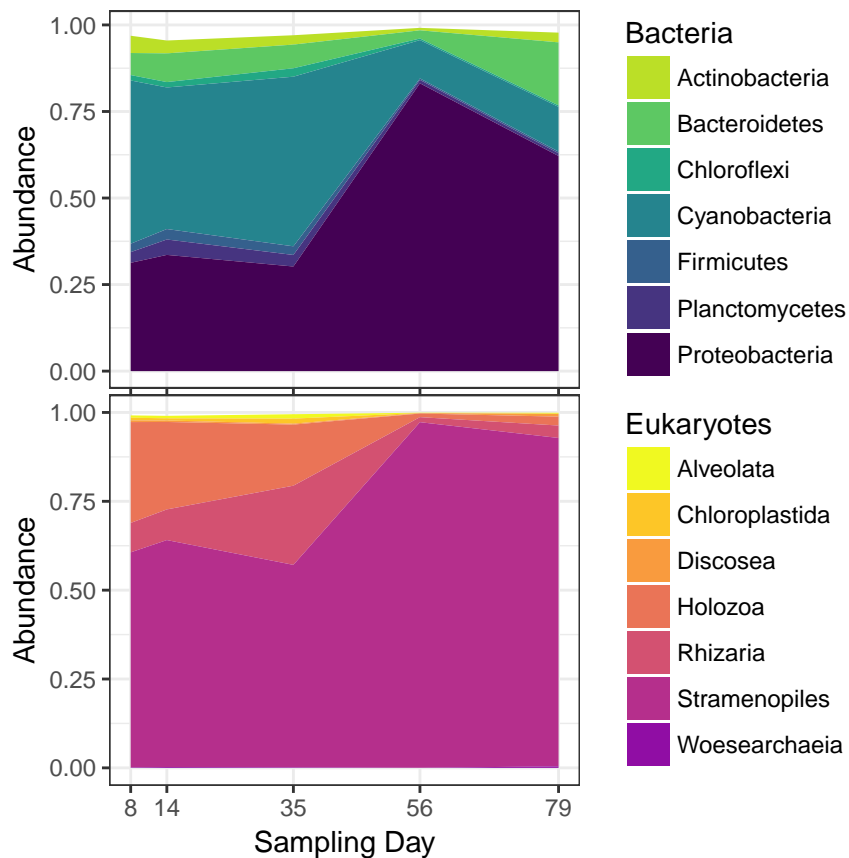 Bacteria
1.00
0.75
0.50
0.25
0.00
Abundance
Actinobacteria
Bacteroidetes
Chloroflexi
Cyanobacteria
Firmicutes
Planctomycetes
Proteobacteria
Eukaryotes
1.00
0.75
0.50
0.25
0.00
Abundance
Alveolata
Chloroplastida
Discosea
Holozoa
Rhizaria
Stramenopiles
Woesearchaeia
8 14 35 56 79
Sampling Day